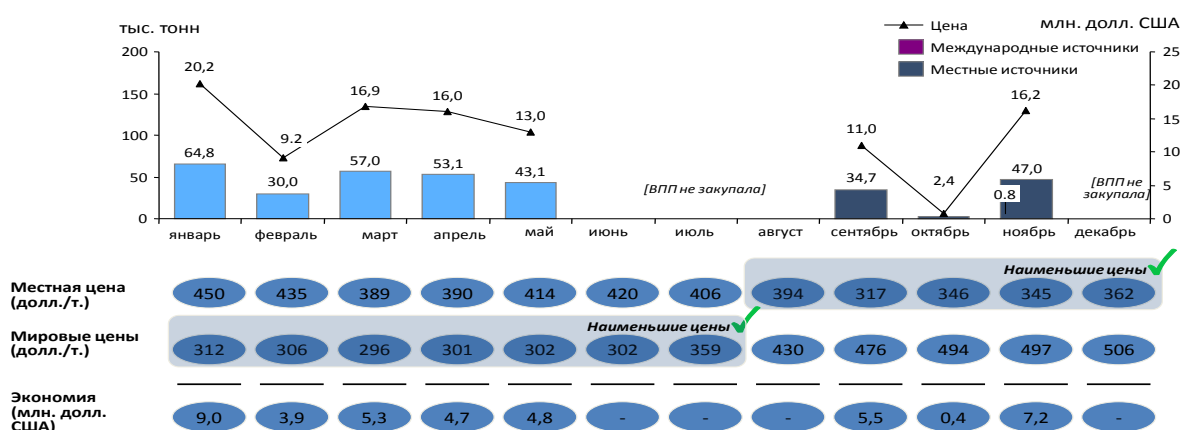 тыс. тонн
млн. долл. США
Цена
Международные источники
Местные источники
200
150
100
50
0
25
20
15
10
5
0
20,2
9.2
16,9
16,0
13,0
11,0
2,4
16,2
64,8
30,0
57,0
53,1
43,1
34,7
0.8
47,0
[ВПП не закупала]
[ВПП не
закупала]
январь
февраль
март
апрель
май
июнь
июль
август
сентябрь
октябрь
ноябрь
декабрь
Наименьшие цены
Местная цена
(долл./т.)
450 435 389 390 414 420 406 394 317 346 345 362
Наименьшие цены
Мировые цены
(долл./т.)
312 306 296 301 302 302 359 430 476 494 497 506
Экономия
(млн. долл.
США)
9,0 3,9 5,3 4,7 4,8 - - - 5,5 0,4 7,2 -